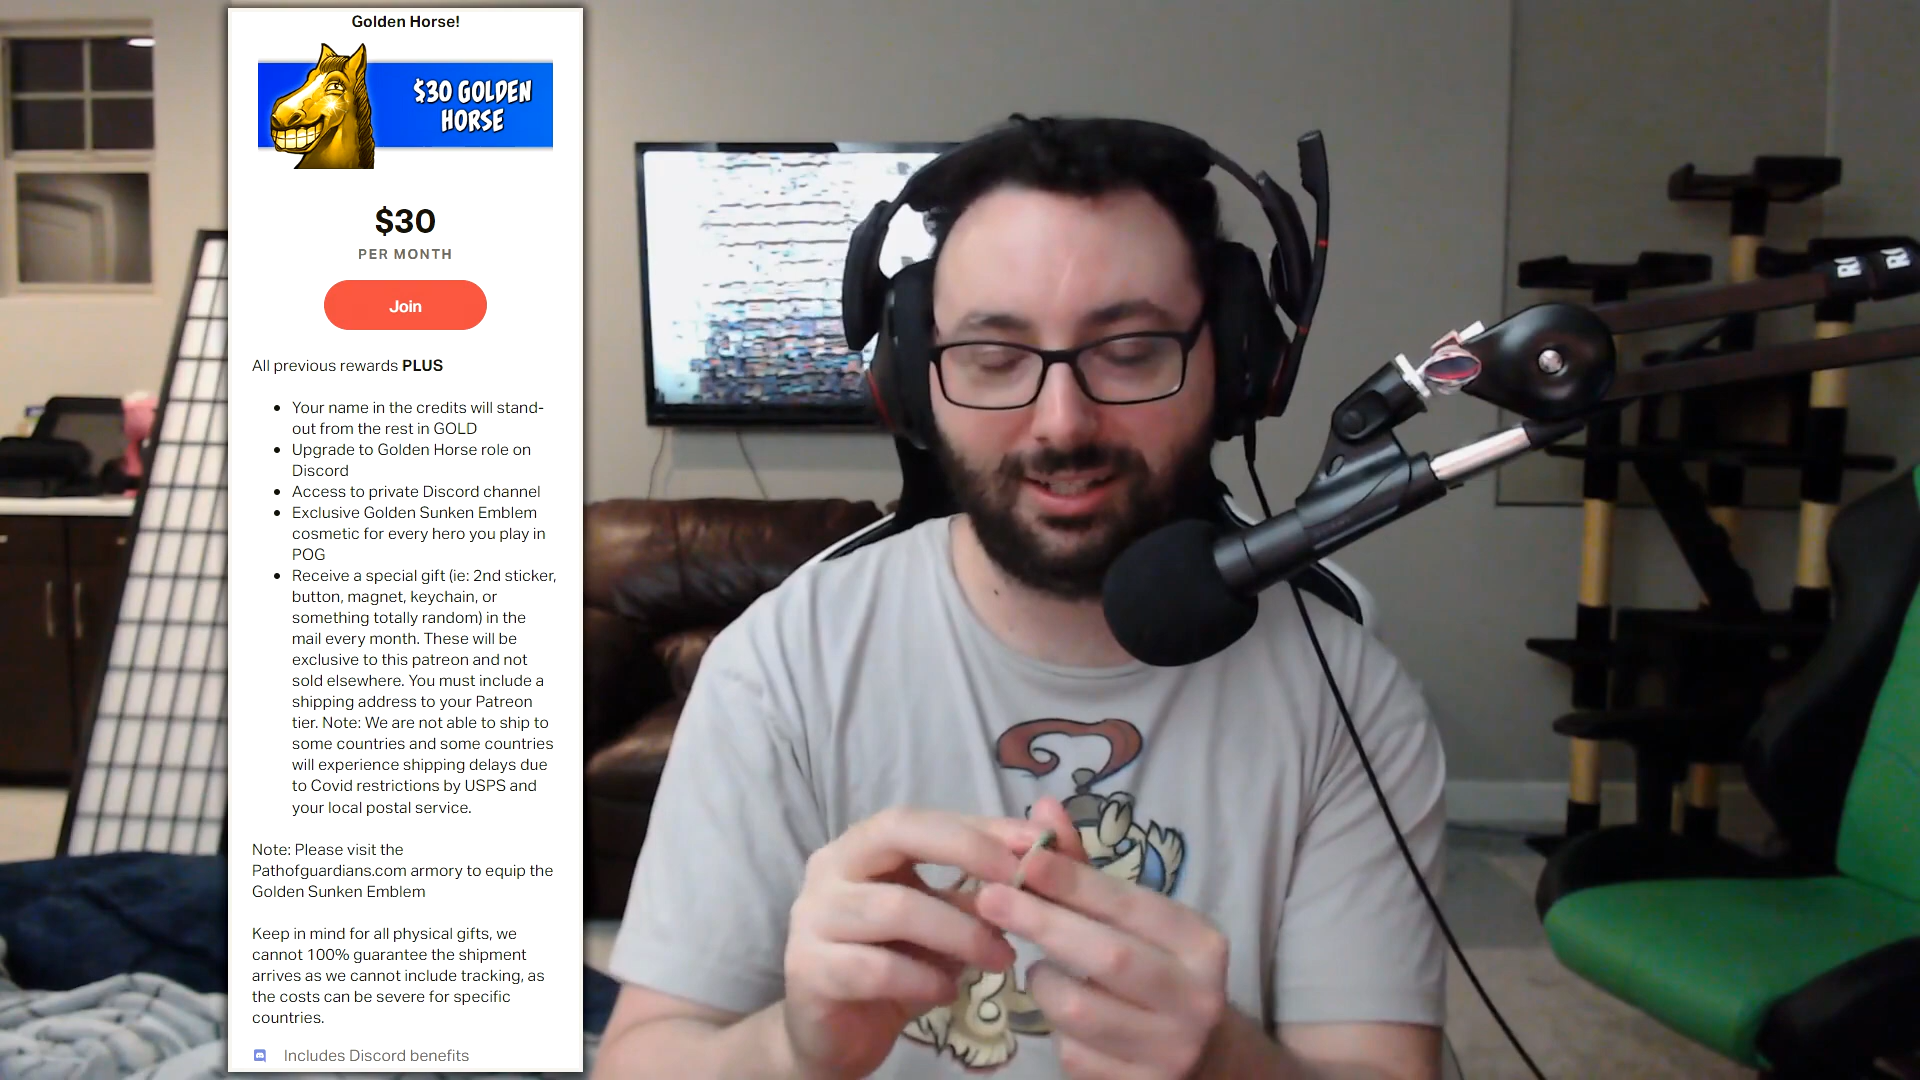 Golden Horse!
$30 GOLDEN
HORSE
$30
PER MONTH
Join
All previous rewards PLUS
Your name in the credits will stand-
out from the rest in GOLD
Upgrade to Golden Horse role on
Discord
Access to private Discord channel
Exclusive Golden Sunken Emblem
cosmetic for every hero you play in
POG
Receive a special gift (ie: 2nd sticker,
button, magnet, keychain, or
something totally random) in the
mail every month. These will be
exclusive to this patreon and not
sold elsewhere. You must include a
shipping address to your Patreon
tier. Note: We are not able to ship to
some countries and some countries
will experience shipping delays due
to Covid restrictions by USPS and
your local postal service.
Note: Please visit the
Pathofguardians.com armory to equip the
Golden Sunken Emblem
Keep in mind for all physical gifts, we
cannot 100% guarantee the shipment
arrives as we cannot include tracking, as
the costs can be severe for specific
countries.
Includes Discord benefits